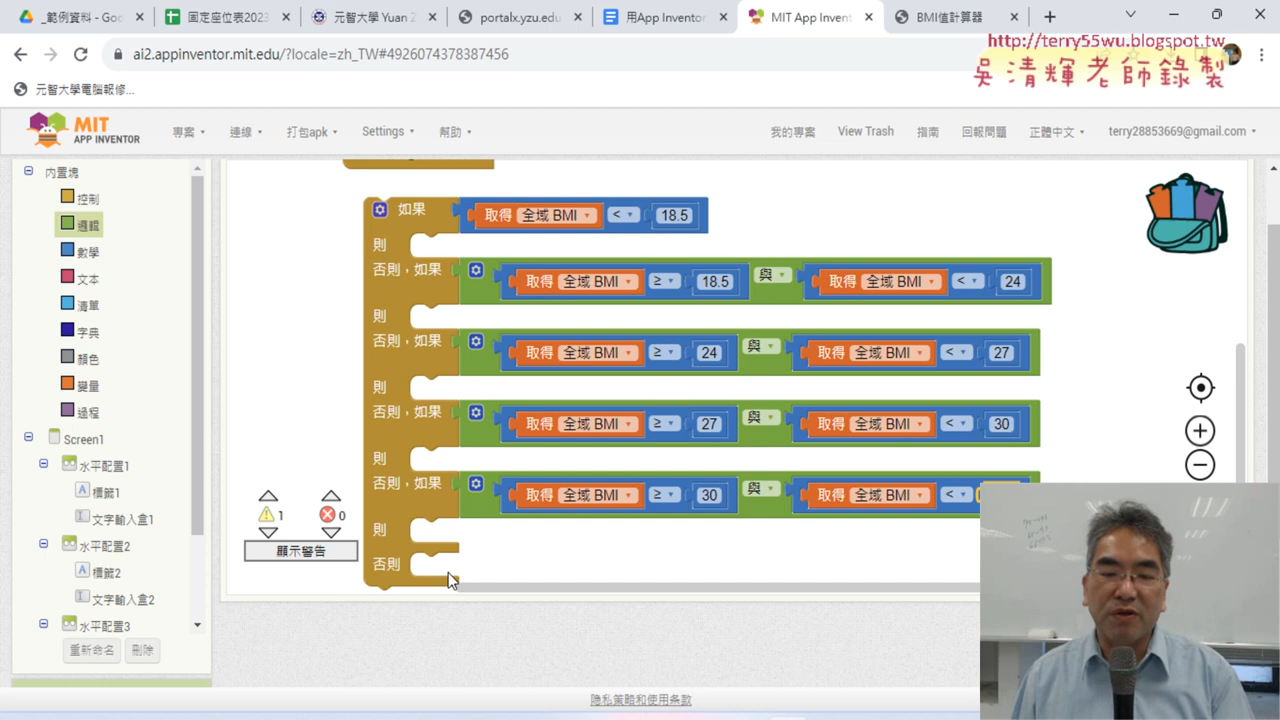 _範例資料 - Goo
固定座位表2023
元智大學 Yuan Z
portalx.yzu.edu
用App Inventor
MIT App Invent
BMI值計算器
ai2.appinventor.mit.edu/?locale=zh_TW#4926074378387456
http://terry55wu.blogspot.tw
吳清輝老師錄製
元智大學電腦報修...
MIT
APP INVENTOR
專案
連線
打包apk
Settings
幫助
我的專案
View Trash
指南
回報問題
正體中文
terry28853669@gmail.com
內置塊
控制
邏輯
數學
文本
清單
字典
顏色
變量
過程
Screen1
水平配置1
標籤1
文字輸入盒1
水平配置2
標籤2
文字輸入盒2
水平配置3
重新命名
刪除
如果 取得 全域 BMI < 18.5
則
否則，如果 取得 全域 BMI ≥ 18.5 與 取得 全域 BMI < 24
則
否則，如果 取得 全域 BMI ≥ 24 與 取得 全域 BMI < 27
則
否則，如果 取得 全域 BMI ≥ 27 與 取得 全域 BMI < 30
則
否則，如果 取得 全域 BMI ≥ 30 與 取得 全域 BMI <
則
否則
1
0
顯示警告
隐私策略和使用条款